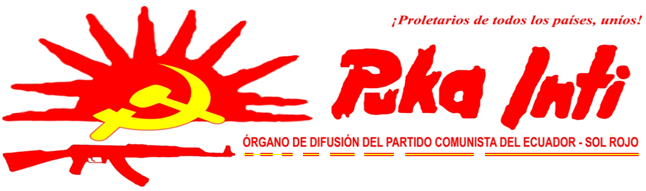 ¡Proletarios de todos los países, uníos!
Puka Inti
ÓRGANO DE DIFUSIÓN DEL PARTIDO COMUNISTA DEL ECUADOR - SOL ROJO